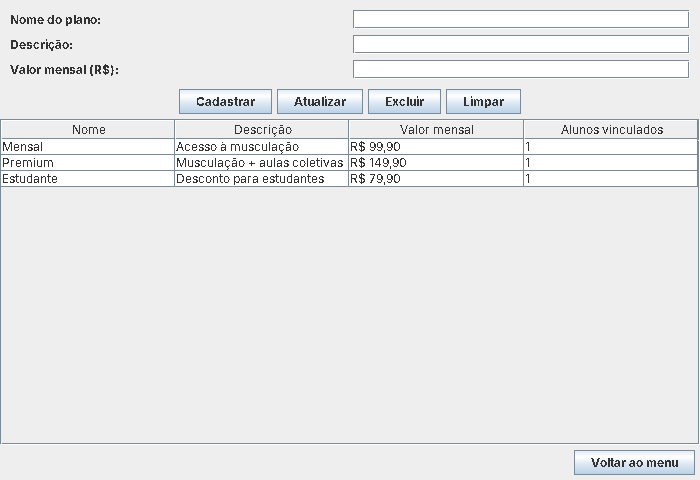 Nome do plano:
Descrição:
Valor mensal (R$):
Cadastrar Atualizar Excluir Limpar
Nome Descrição Valor mensal Alunos vinculados
Mensal Acesso à musculação R$ 99,90 1
Premium Musculação + aulas coletivas R$ 149,90 1
Estudante Desconto para estudantes R$ 79,90 1
Voltar ao menu